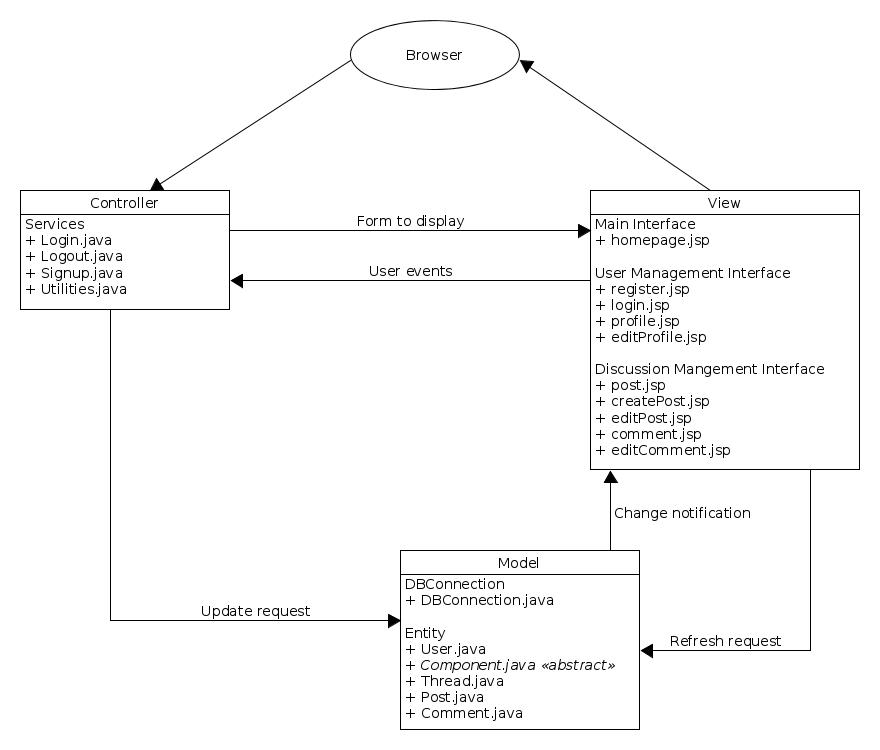 Browser
Controller
Services
+ Login.java
+ Logout.java
+ Signup.java
+ Utilities.java
Form to display
User events
View
Main Interface
+ homepage.jsp
User Management Interface
+ register.jsp
+ login.jsp
+ profile.jsp
+ editProfile.jsp
Discussion Mangement Interface
+ post.jsp
+ createPost.jsp
+ editPost.jsp
+ comment.jsp
+ editComment.jsp
Change notification
Update request
Refresh request
Model
DBConnection
+ DBConnection.java
Entity
+ User.java
+ Component.java «abstract»
+ Thread.java
+ Post.java
+ Comment.java